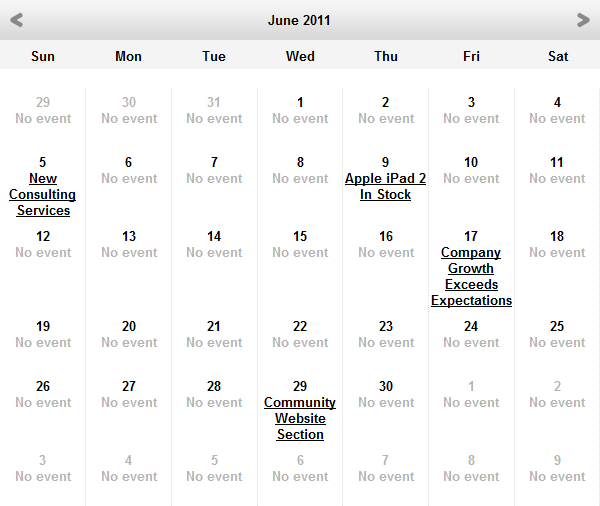 June 2011
Sun Mon Tue Wed Thu Fri Sat
29 30 31 1 2 3 4
No event No event No event No event No event No event No event
5 6 7 8 9 10 11
New No event No event No event Apple iPad 2 No event No event
Consulting In Stock
Services
12 13 14 15 16 17 18
No event No event No event No event No event Company No event
Growth
Exceeds
Expectations
19 20 21 22 23 24 25
No event No event No event No event No event No event No event
26 27 28 29 30 1 2
No event No event No event Community No event No event No event
Website
Section
3 4 5 6 7 8 9
No event No event No event No event No event No event No event